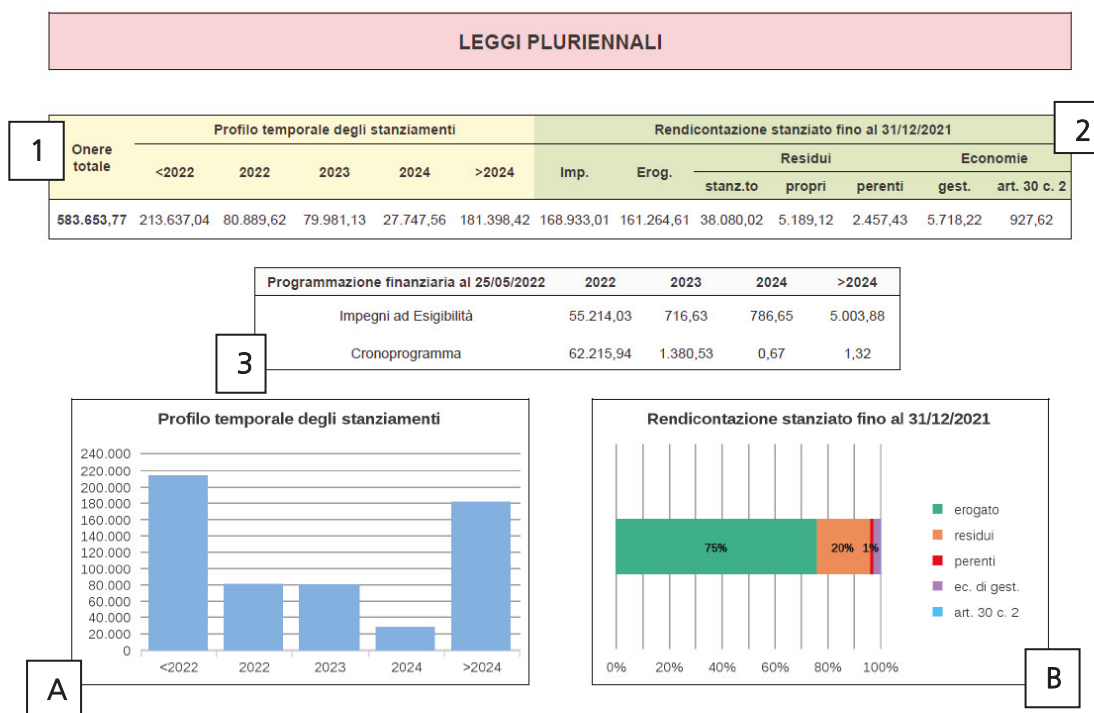 LEGGI PLURIENNALI
1
2
Onere totale
Profilo temporale degli stanziamenti
Rendicontazione stanziato fino al 31/12/2021
<2022 2022 2023 2024 >2024 Imp. Erog. Residui Economie
stanz.to propri perenti gest. art. 30 c. 2
583.653,77 213.637,04 80.889,62 79.981,13 27.747,56 181.398,42 168.933,01 161.264,61 38.080,02 5.189,12 2.457,43 5.718,22 927,62
Programmazione finanziaria al 25/05/2022 2022 2023 2024 >2024
Impegni ad Esigibilità 55.214,03 716,63 786,65 5.003,88
Cronoprogramma 62.215,94 1.380,53 0,67 1,32
3
Profilo temporale degli stanziamenti
240.000
220.000
200.000
180.000
160.000
140.000
120.000
100.000
80.000
60.000
40.000
20.000
0
<2022 2022 2023 2024 >2024
A
Rendicontazione stanziato fino al 31/12/2021
75% 20% 1%
erogato
residui
perenti
ec. di gest.
art. 30 c. 2
0% 20% 40% 60% 80% 100%
B